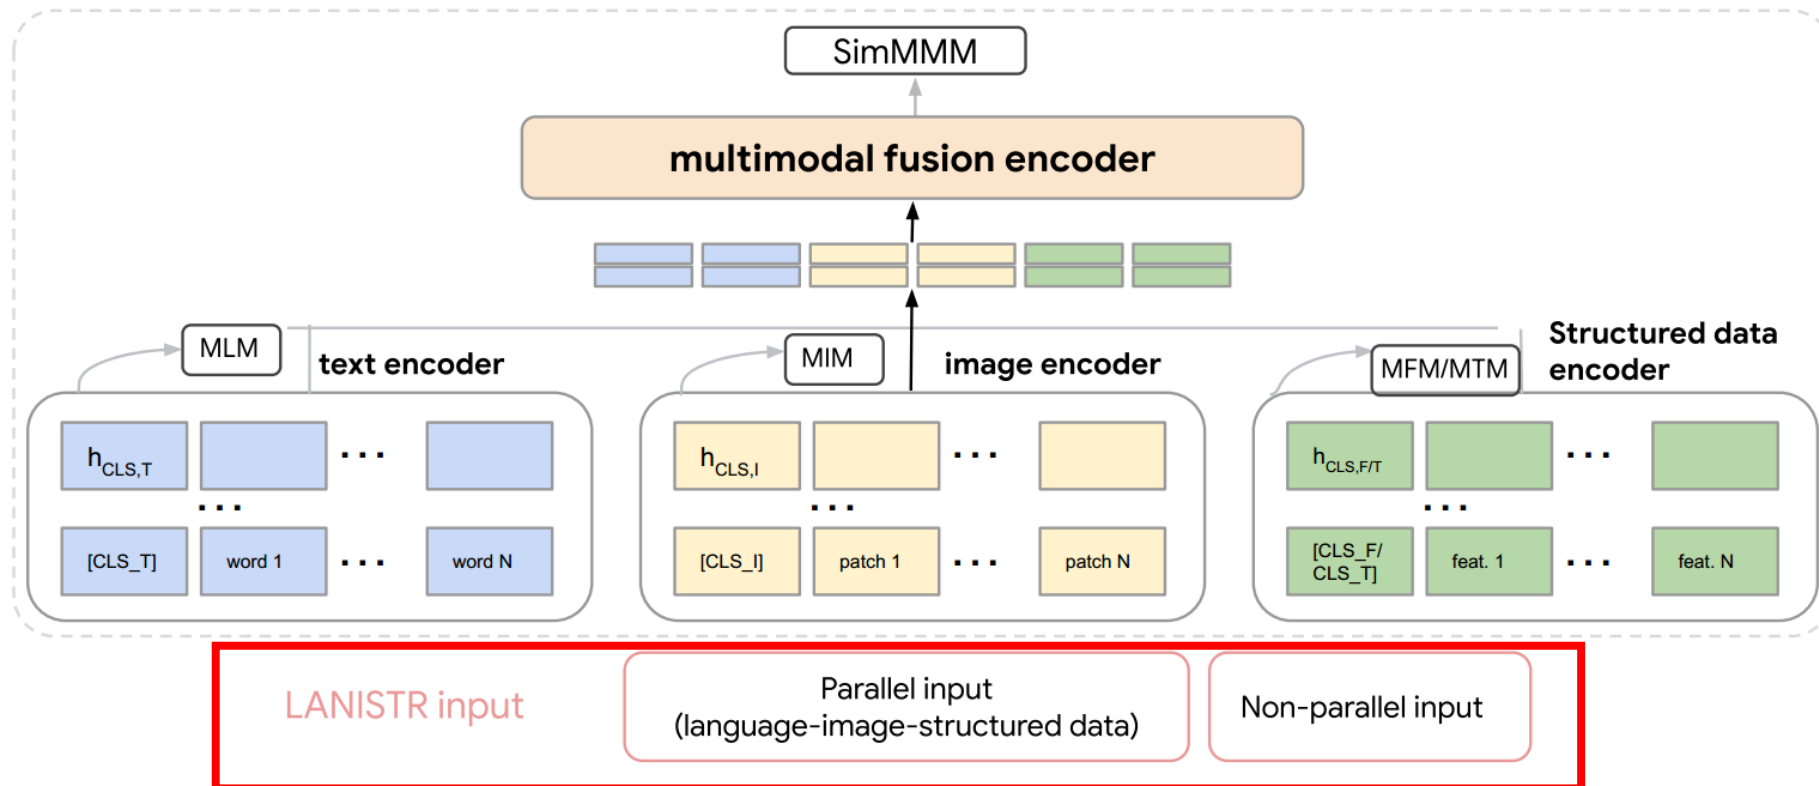 SimMMM
multimodal fusion encoder
MLM
text encoder
MIM
image encoder
MFM/MTM
Structured data
encoder
hCLS,T
...
...
[CLS_T]
word 1
...
word N
hCLS,I
...
...
[CLS_I]
patch 1
...
patch N
hCLS,F/T
...
...
[CLS_F/
CLS_T]
feat. 1
...
feat. N
LANISTR input
Parallel input
(language-image-structured data)
Non-parallel input